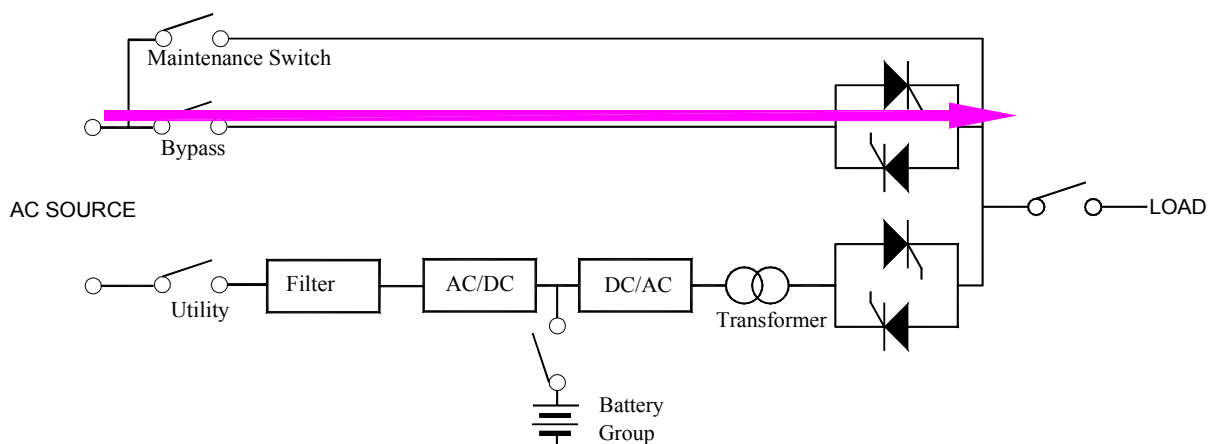 Maintenance Switch
Bypass
AC SOURCE
LOAD
Utility
Filter
AC/DC
DC/AC
Transformer
Battery
Group